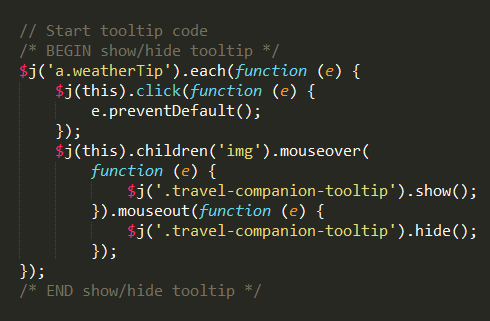 // Start tooltip code
/* BEGIN show/hide tooltip */
$j('a.weatherTip').each(function (e) {
    $j(this).click(function (e) {
        e.preventDefault();
    });
    $j(this).children('img').mouseover(
        function (e) {
            $j('.travel-companion-tooltip').show();
        }).mouseout(function (e) {
            $j('.travel-companion-tooltip').hide();
        });
});
/* END show/hide tooltip */